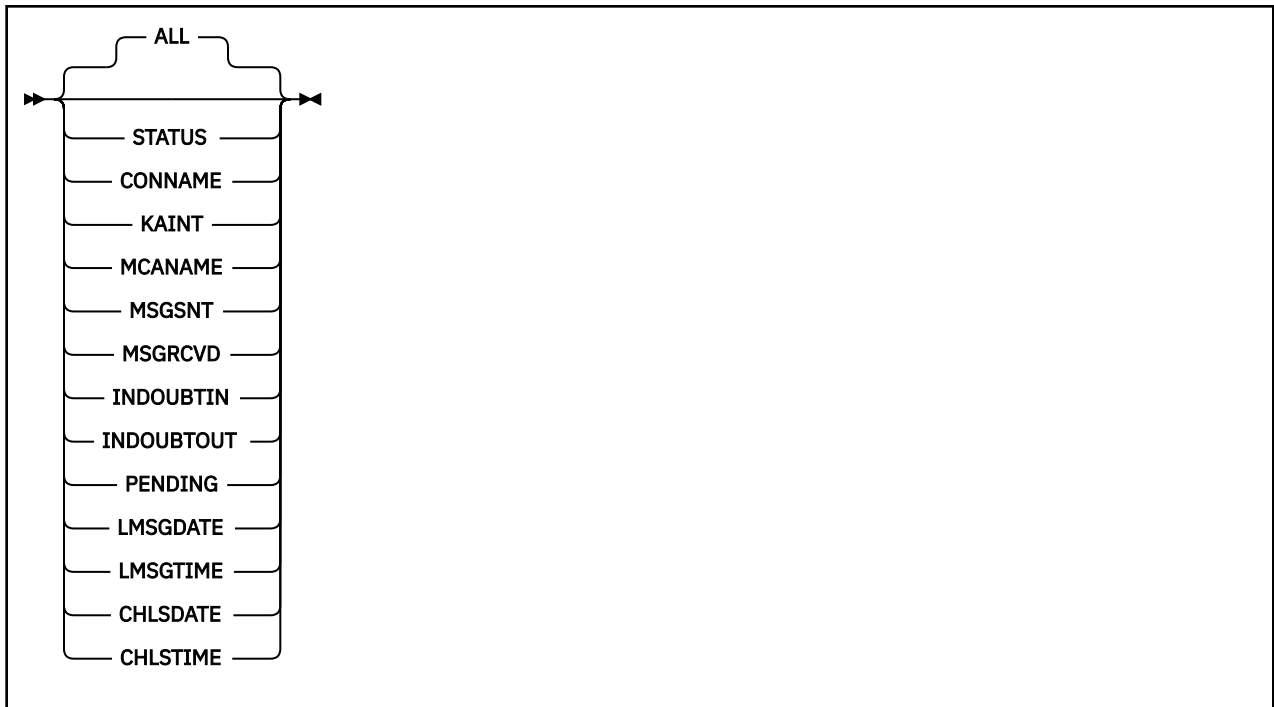 ALL
STATUS
CONNAME
KAINT
MCANAME
MSGSNT
MSGRCVD
INDOUBTIN
INDOUBTOUT
PENDING
LMSGDATE
LMSGTIME
CHLSDATE
CHLSTIME